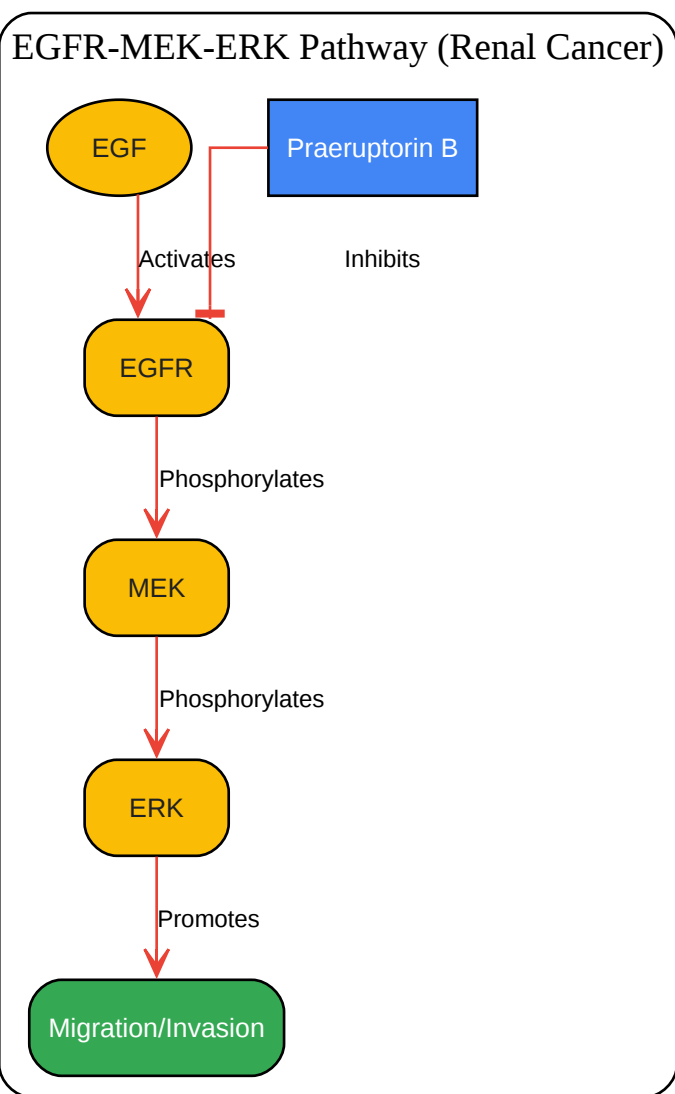 EGFR-MEK-ERK Pathway (Renal Cancer)
EGF
Praeruptorin B
Activates
Inhibits
EGFR
Phosphorylates
MEK
Phosphorylates
ERK
Promotes
Migration/Invasion